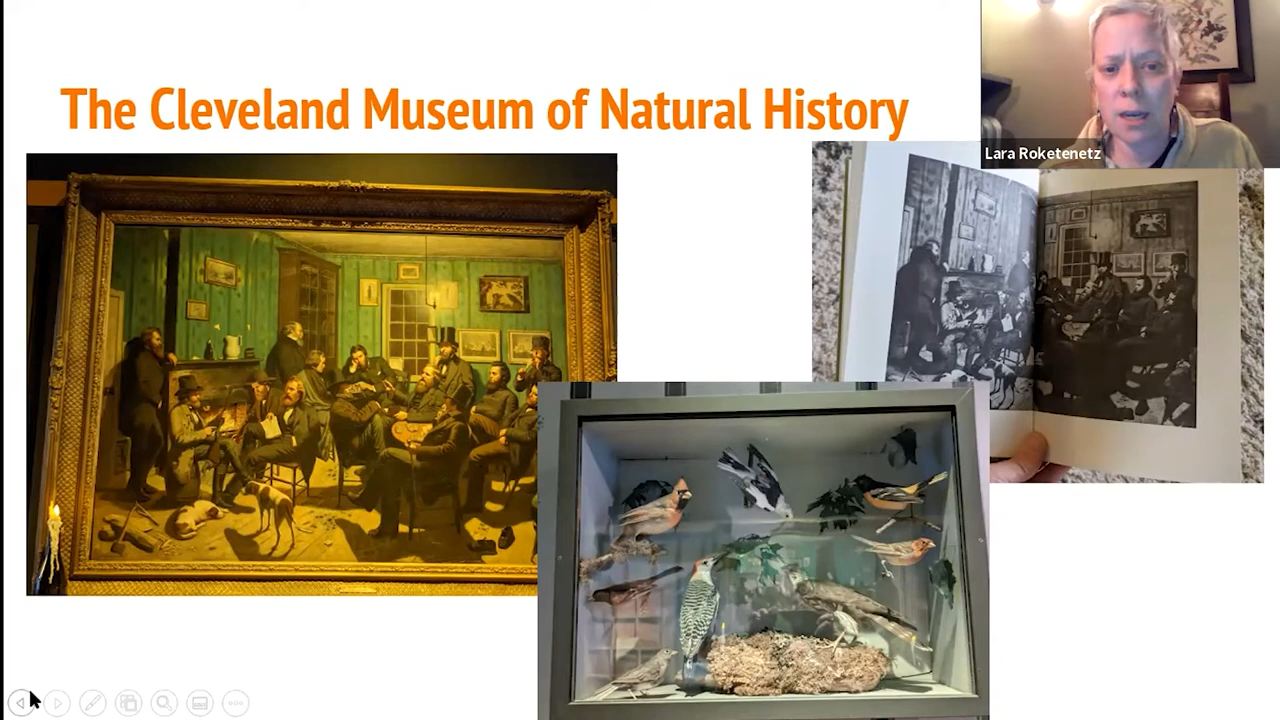 The Cleveland Museum of Natural History
Lara Roketenetz